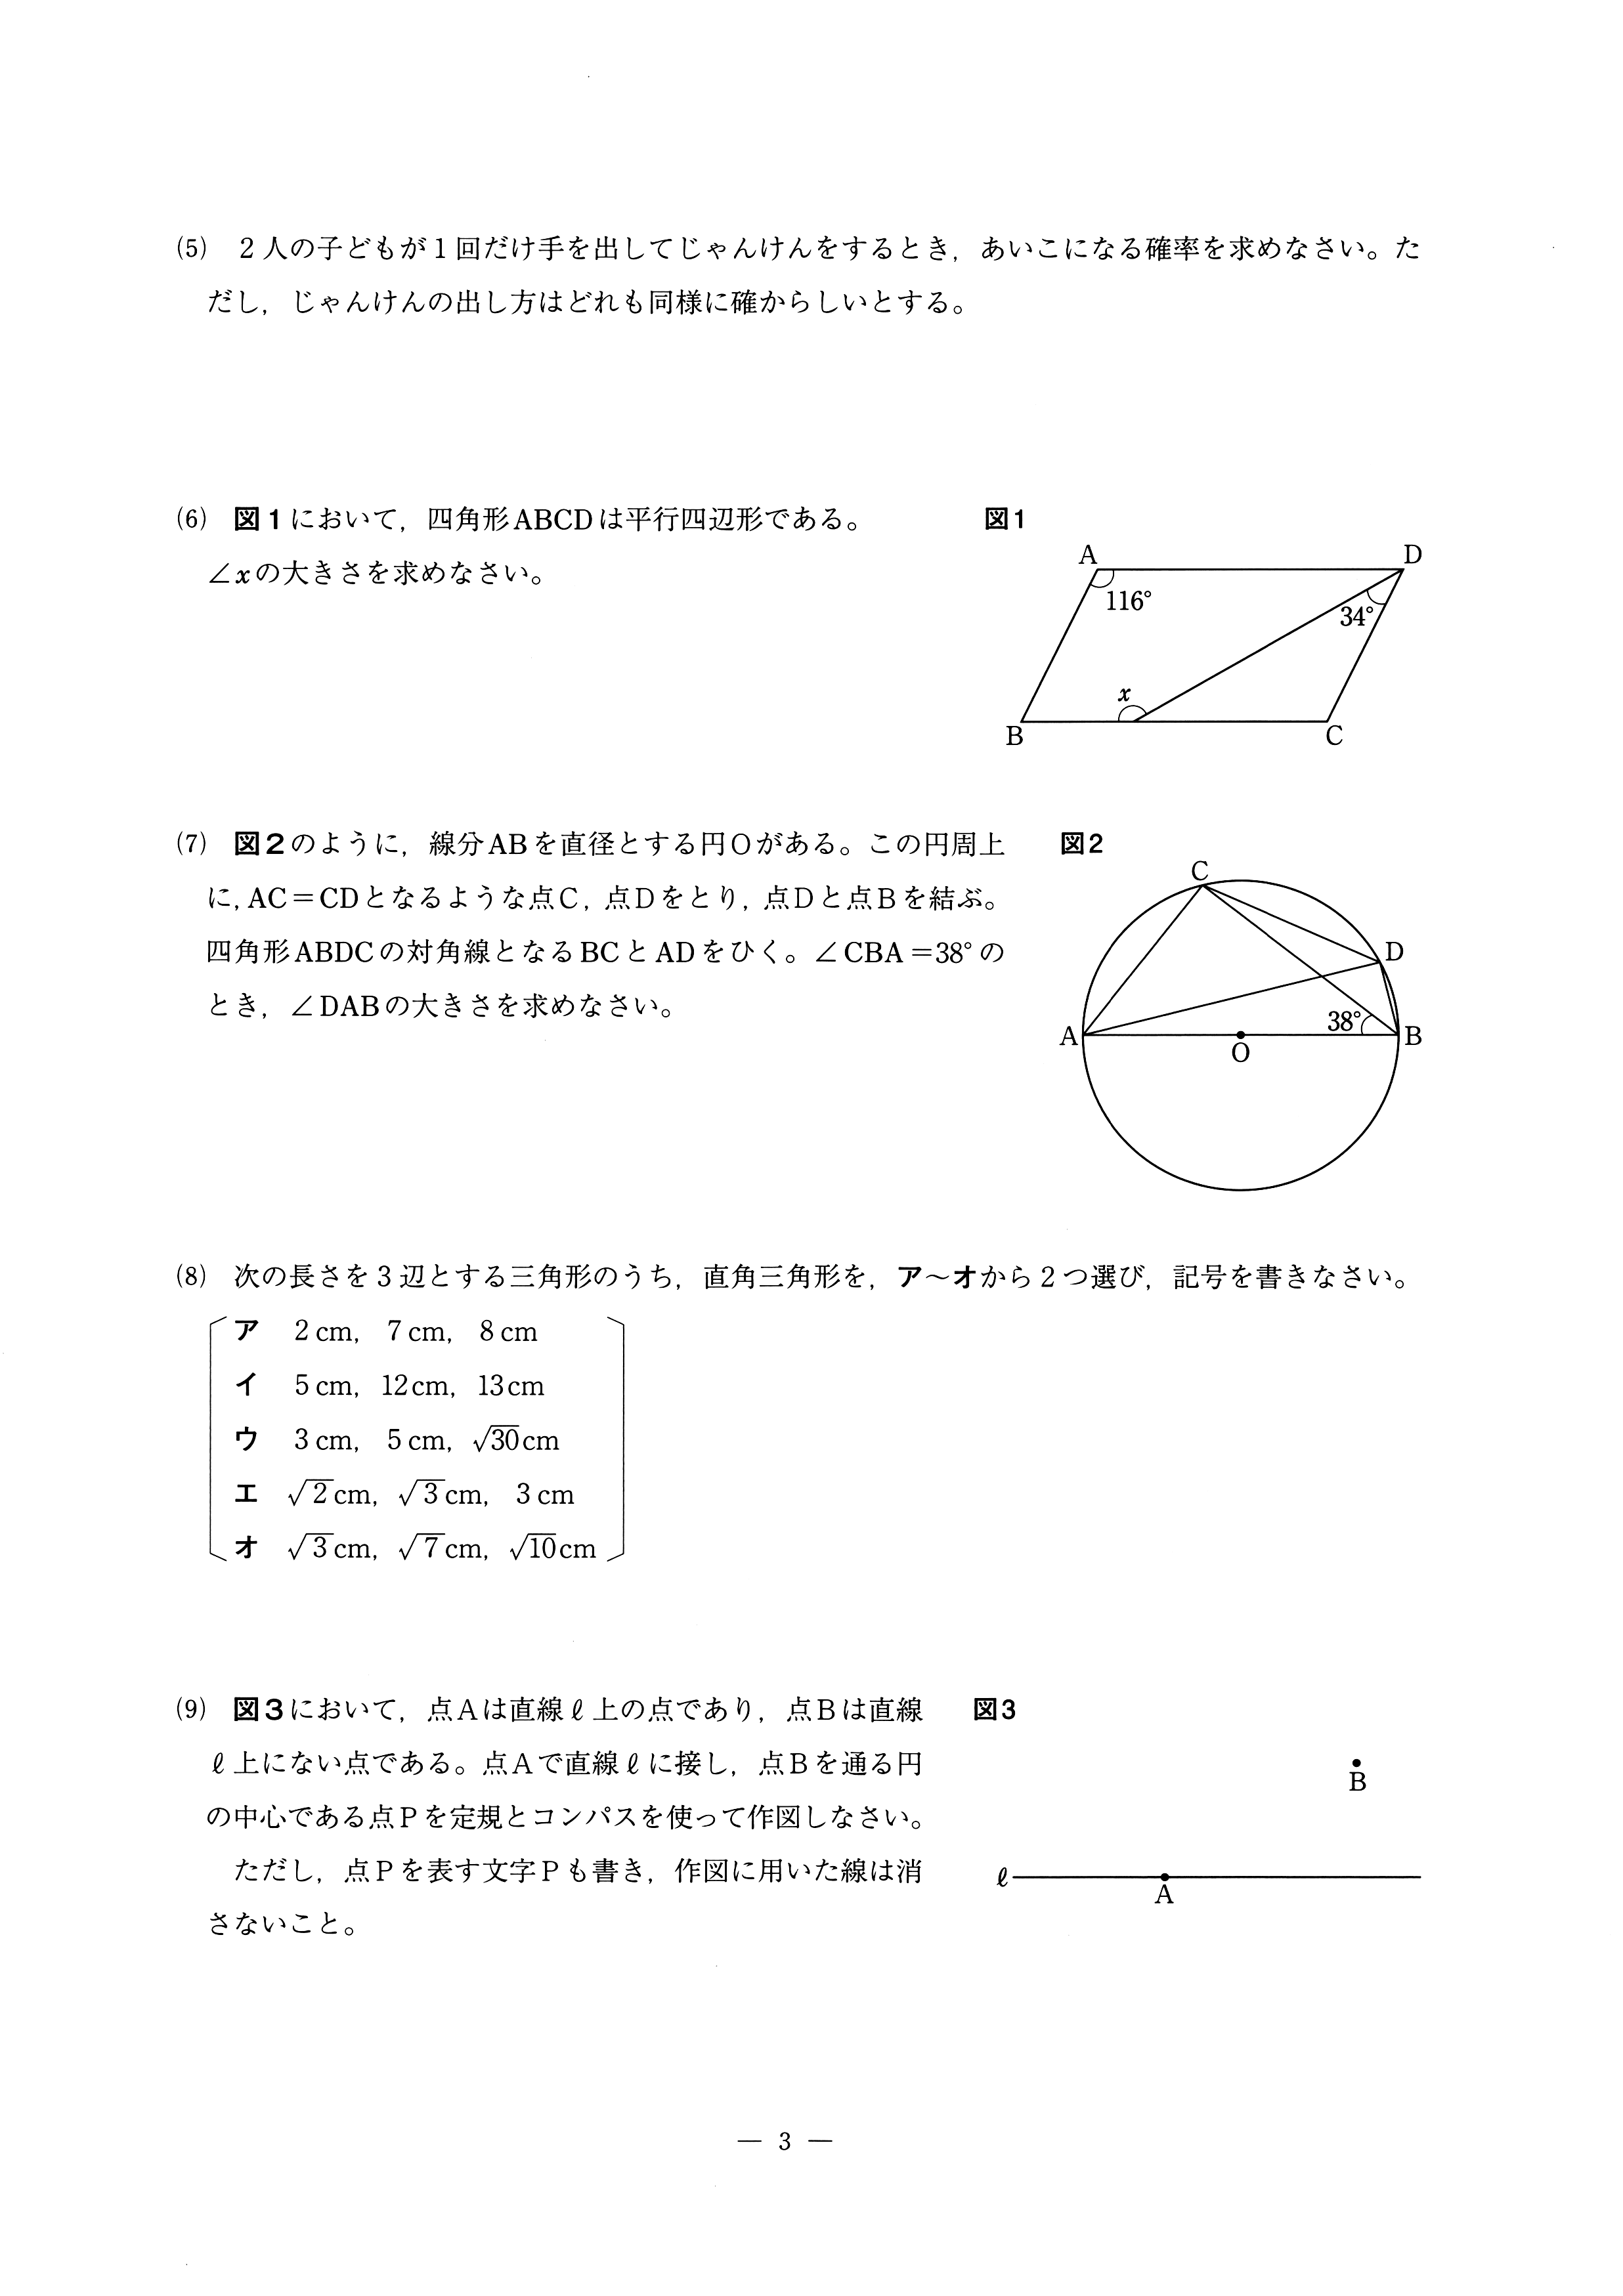 (5) 2人の子どもが1回だけ手を出してじゃんけんをするとき，あいこになる確率を求めなさい。た
だし，じゃんけんの出し方はどれも同様に確からしいとする。
(6) 図1において，四角形ABCDは平行四辺形である。
∠xの大きさを求めなさい。
図1
A
D
116°
34°
x
B
C
(7) 図2のように，線分ABを直径とする円Oがある。この円周上
に，AC＝CDとなるような点C，点Dをとり，点Dと点Bを結ぶ。
四角形ABDCの対角線となるBCとADをひく。∠CBA＝38°の
とき，∠DABの大きさを求めなさい。
図2
C
D
38°
A
B
O
(8) 次の長さを3辺とする三角形のうち，直角三角形を，ア～オから2つ選び，記号を書きなさい。
ア 2cm， 7cm， 8cm
イ 5cm，12cm，13cm
ウ 3cm， 5cm，√30cm
エ √2cm，√3cm， 3cm
オ √3cm，√7cm，√10cm
(9) 図3において，点Aは直線ℓ上の点であり，点Bは直線
ℓ上にない点である。点Aで直線ℓに接し，点Bを通る円
の中心である点Pを定規とコンパスを使って作図しなさい。
ただし，点Pを表す文字Pも書き，作図に用いた線は消
さないこと。
図3
B
ℓ
A
— 3 —